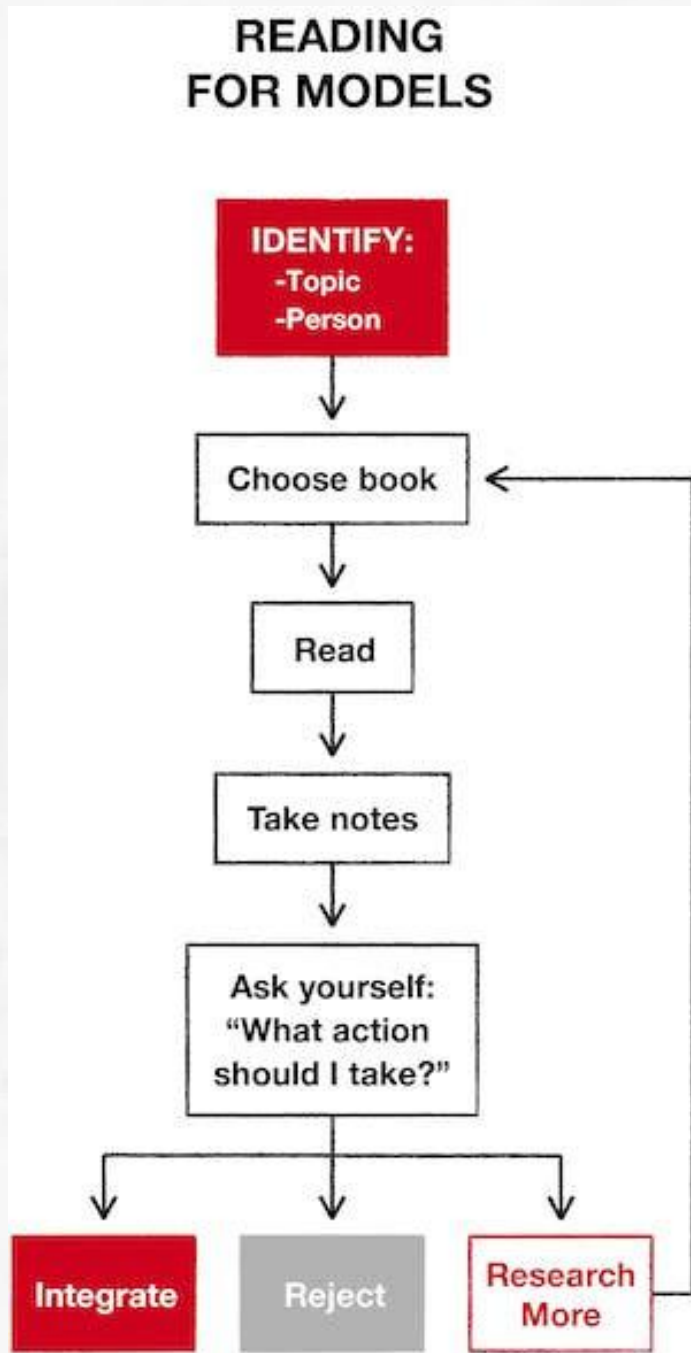 READING
FOR MODELS
IDENTIFY:
-Topic
-Person
Choose book
Read
Take notes
Ask yourself:
“What action
should I take?”
Integrate
Reject
Research
More